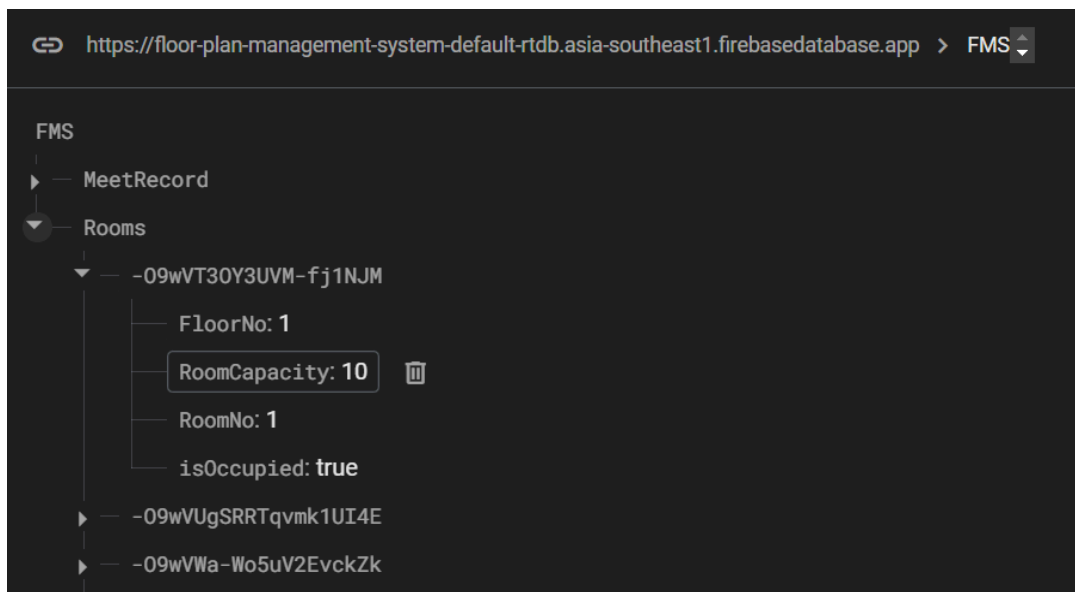 https://floor-plan-management-system-default-rtdb.asia-southeast1.firebasedatabase.app > FMS
FMS
MeetRecord
Rooms
-O9wVT3OY3UVM-fj1NJM
FloorNo: 1
RoomCapacity: 10
RoomNo: 1
isOccupied: true
-O9wVUgSRRTqvmk1UI4E
-O9wVWa-Wo5uV2EvckZk